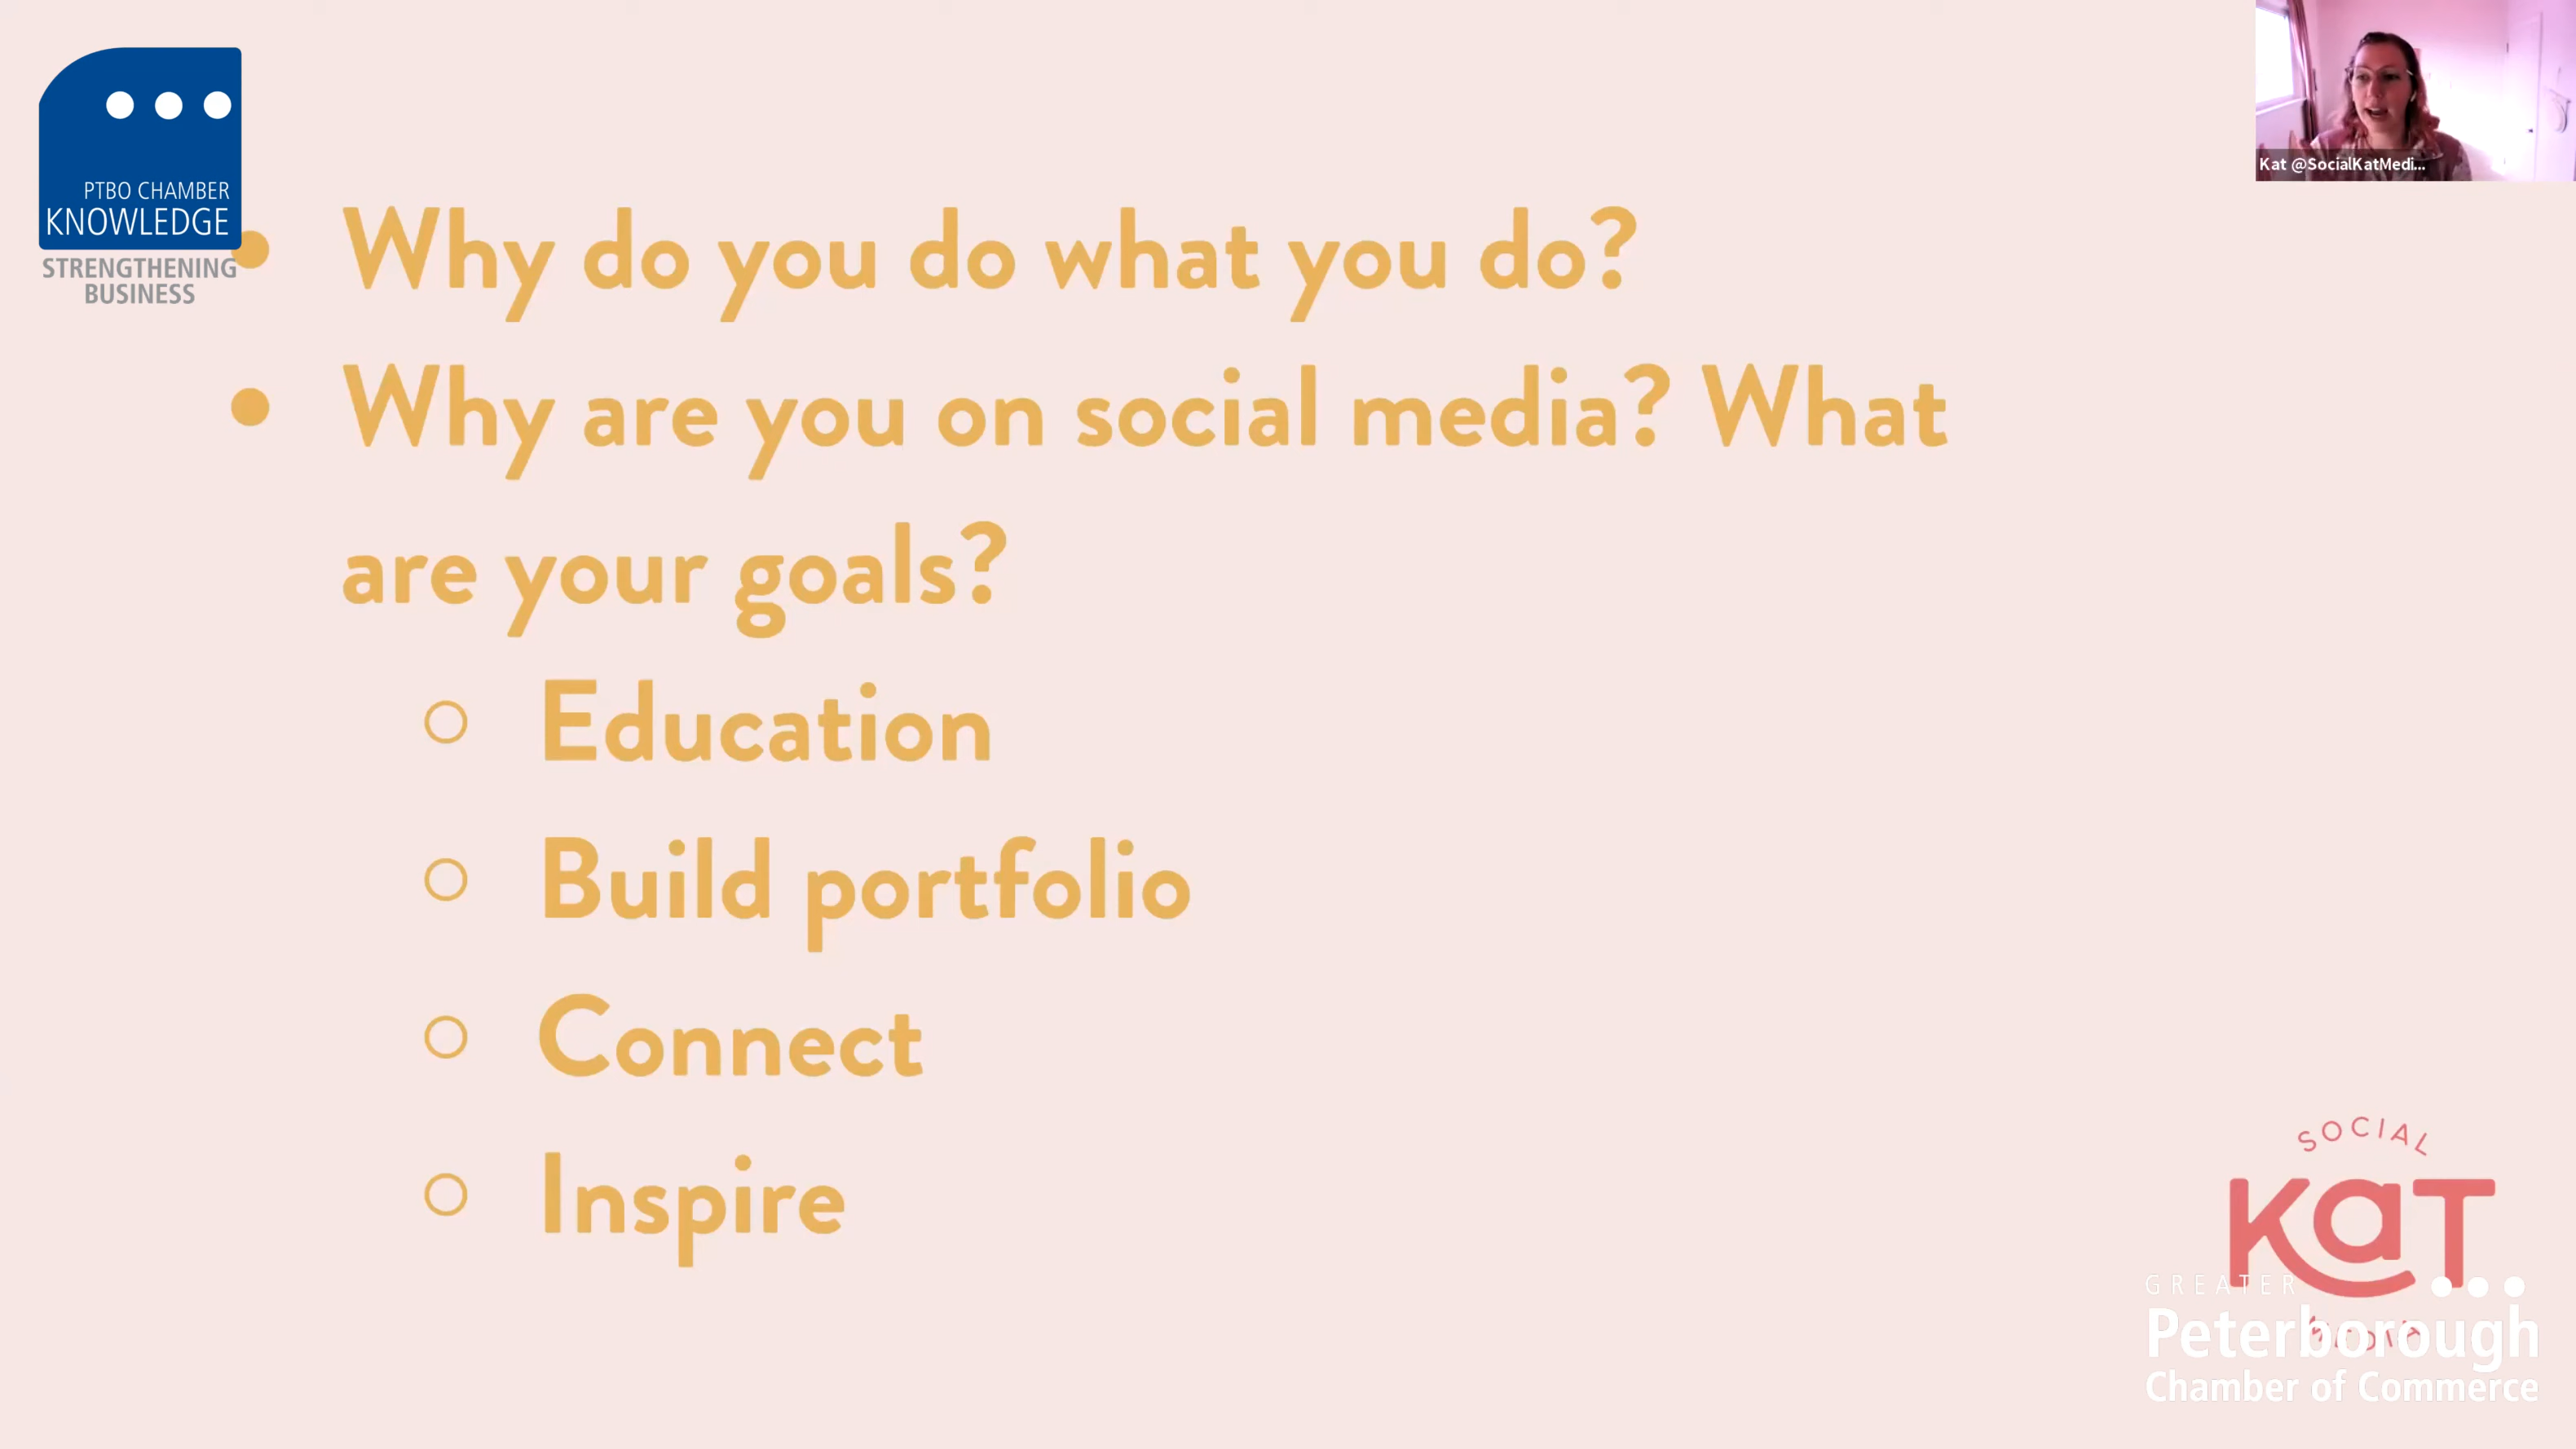 PTBO CHAMBER
KNOWLEDGE
STRENGTHENING
BUSINESS
Kat @SocialKatMedi...
• Why do you do what you do?
• Why are you on social media? What
are your goals?
○ Education
○ Build portfolio
○ Connect
○ Inspire
SOCIAL
KaT
MEDIA
GREATER
Peterborough
Chamber of Commerce